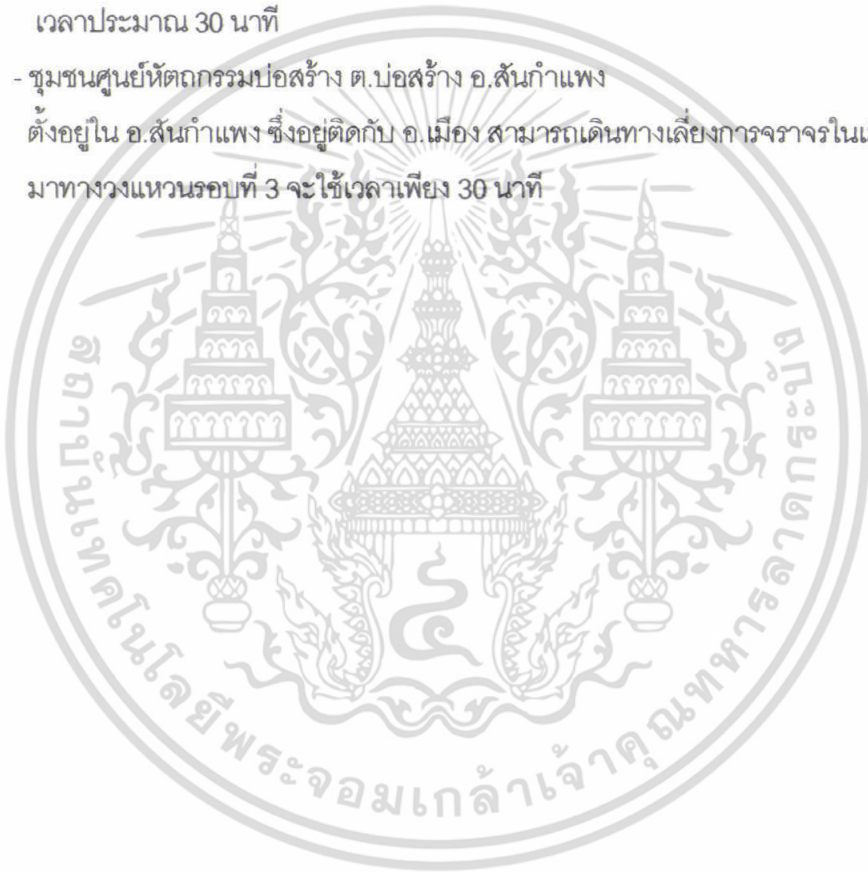 เวลาประมาณ 30 นาที
- ชุมชนศูนย์หัตถกรรมบ่อสร้าง ต.บ่อสร้าง อ.สันกำแพง
ตั้งอยู่ใน อ.สันกำแพง ซึ่งอยู่ติดกับ อ.เมือง สามารถเดินทางเลี่ยงการจราจรใน
มาทางวงแหวนรอบที่ 3 จะใช้เวลาเพียง 30 นาที
๔
สถาบันเทคโนโลยีพระจอมเกล้าเจ้าคุณทหารลาดกระบัง